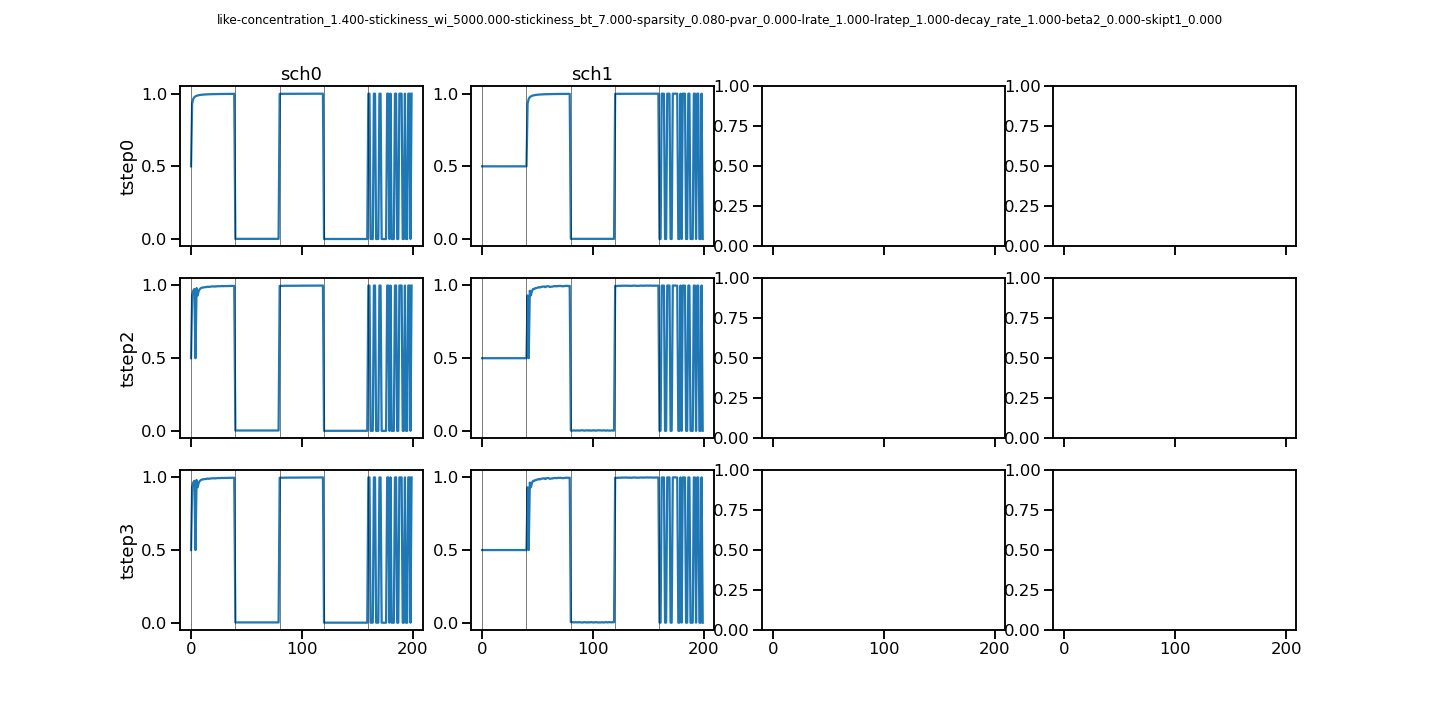 like-concentration_1.400-stickiness_wi_5000.000-stickiness_bt_7.000-sparsity_0.080-pvar_0.000-lrate_1.000-lratep_1.000-decay_rate_1.000-beta2_0.000-skipt1_0.000
sch0 sch1
tstep0
1.0 1.0 1.00 1.00
0.75 0.75
0.5 0.5 0.50 0.50
0.25 0.25
0.0 0.0 0.00 0.00
tstep2
1.0 1.0 1.00 1.00
0.75 0.75
0.5 0.5 0.50 0.50
0.25 0.25
0.0 0.0 0.00 0.00
tstep3
1.0 1.0 1.00 1.00
0.75 0.75
0.5 0.5 0.50 0.50
0.25 0.25
0.0 0.0 0.00 0.00
0 100 200 0 100 200 0 100 200 0 100 200